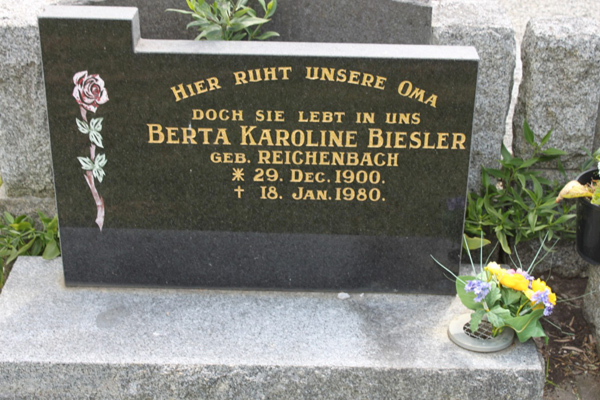 HIER RUHT UNSERE OMA
DOCH SIE LEBT IN UNS
BERTA KAROLINE BIESLER
GEB. REICHENBACH
* 29. DEC. 1900.
✝ 18. JAN. 1980.